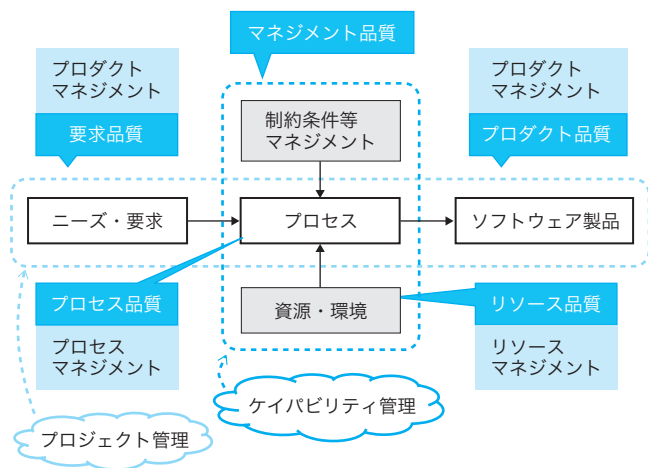 マネジメント品質
プロダクト
マネジメント
要求品質
プロダクト
マネジメント
プロダクト品質
制約条件等
マネジメント
ニーズ・要求
プロセス
ソフトウェア製品
プロセス品質
プロセス
マネジメント
資源・環境
リソース品質
リソース
マネジメント
ケイパビリティ管理
プロジェクト管理